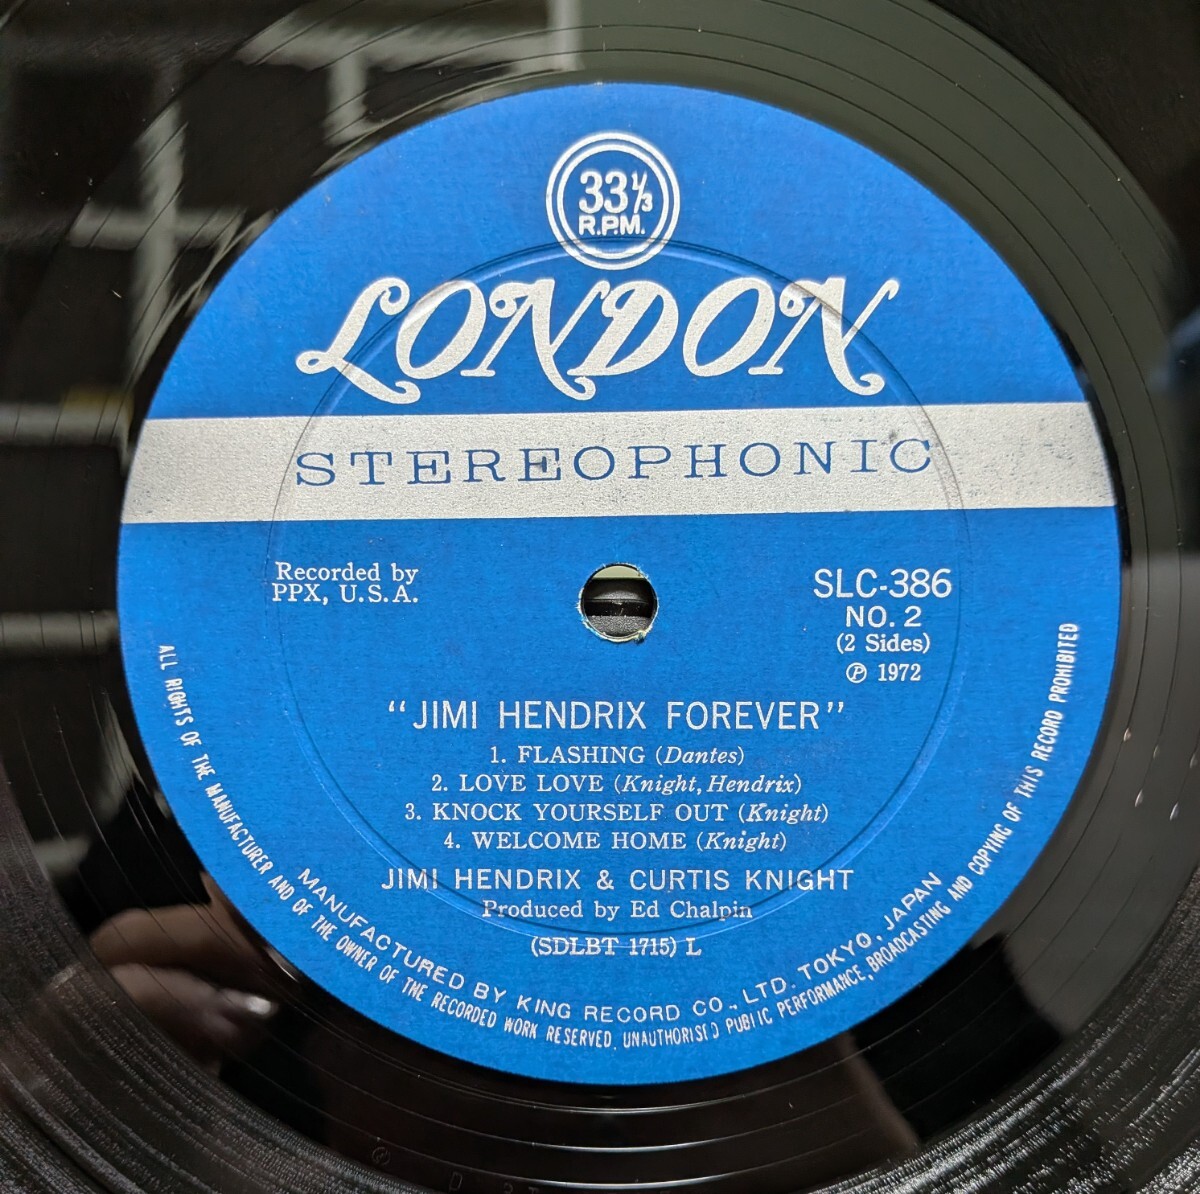 33 1/3
R.P.M.
LONDON
STEREOPHONIC
Recorded by
PPX, U.S.A.
SLC-386
NO. 2
(2 Sides)
℗ 1972
"JIMI HENDRIX FOREVER"
1. FLASHING (Dantes)
2. LOVE LOVE (Knight, Hendrix)
3. KNOCK YOURSELF OUT (Knight)
4. WELCOME HOME (Knight)
JIMI HENDRIX & CURTIS KNIGHT
Produced by Ed Chalpin
(SDLBT 1715) L
MANUFACTURED BY KING RECORD CO., LTD. TOKYO, JAPAN
ALL RIGHTS OF THE MANUFACTURER AND OF THE OWNER OF THE RECORDED WORK RESERVED. UNAUTHORISED PUBLIC PERFORMANCE, BROADCASTING AND COPYING OF THIS RECORD PROHIBITED